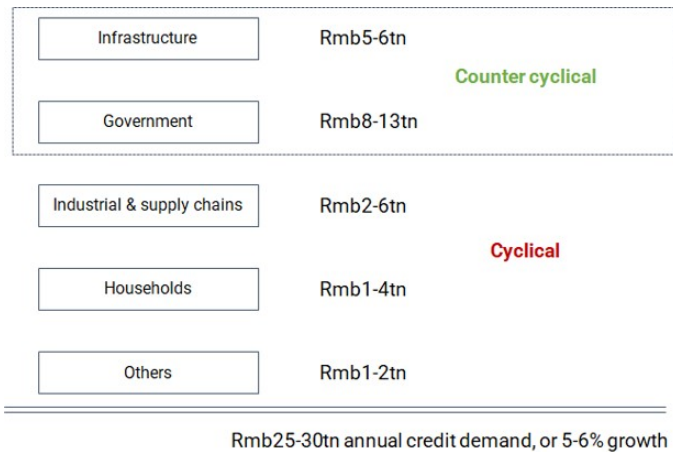 Infrastructure Rmb5-6tn
Counter cyclical
Government Rmb8-13tn
Industrial & supply chains Rmb2-6tn
Cyclical
Households Rmb1-4tn
Others Rmb1-2tn
Rmb25-30tn annual credit demand, or 5-6% growth